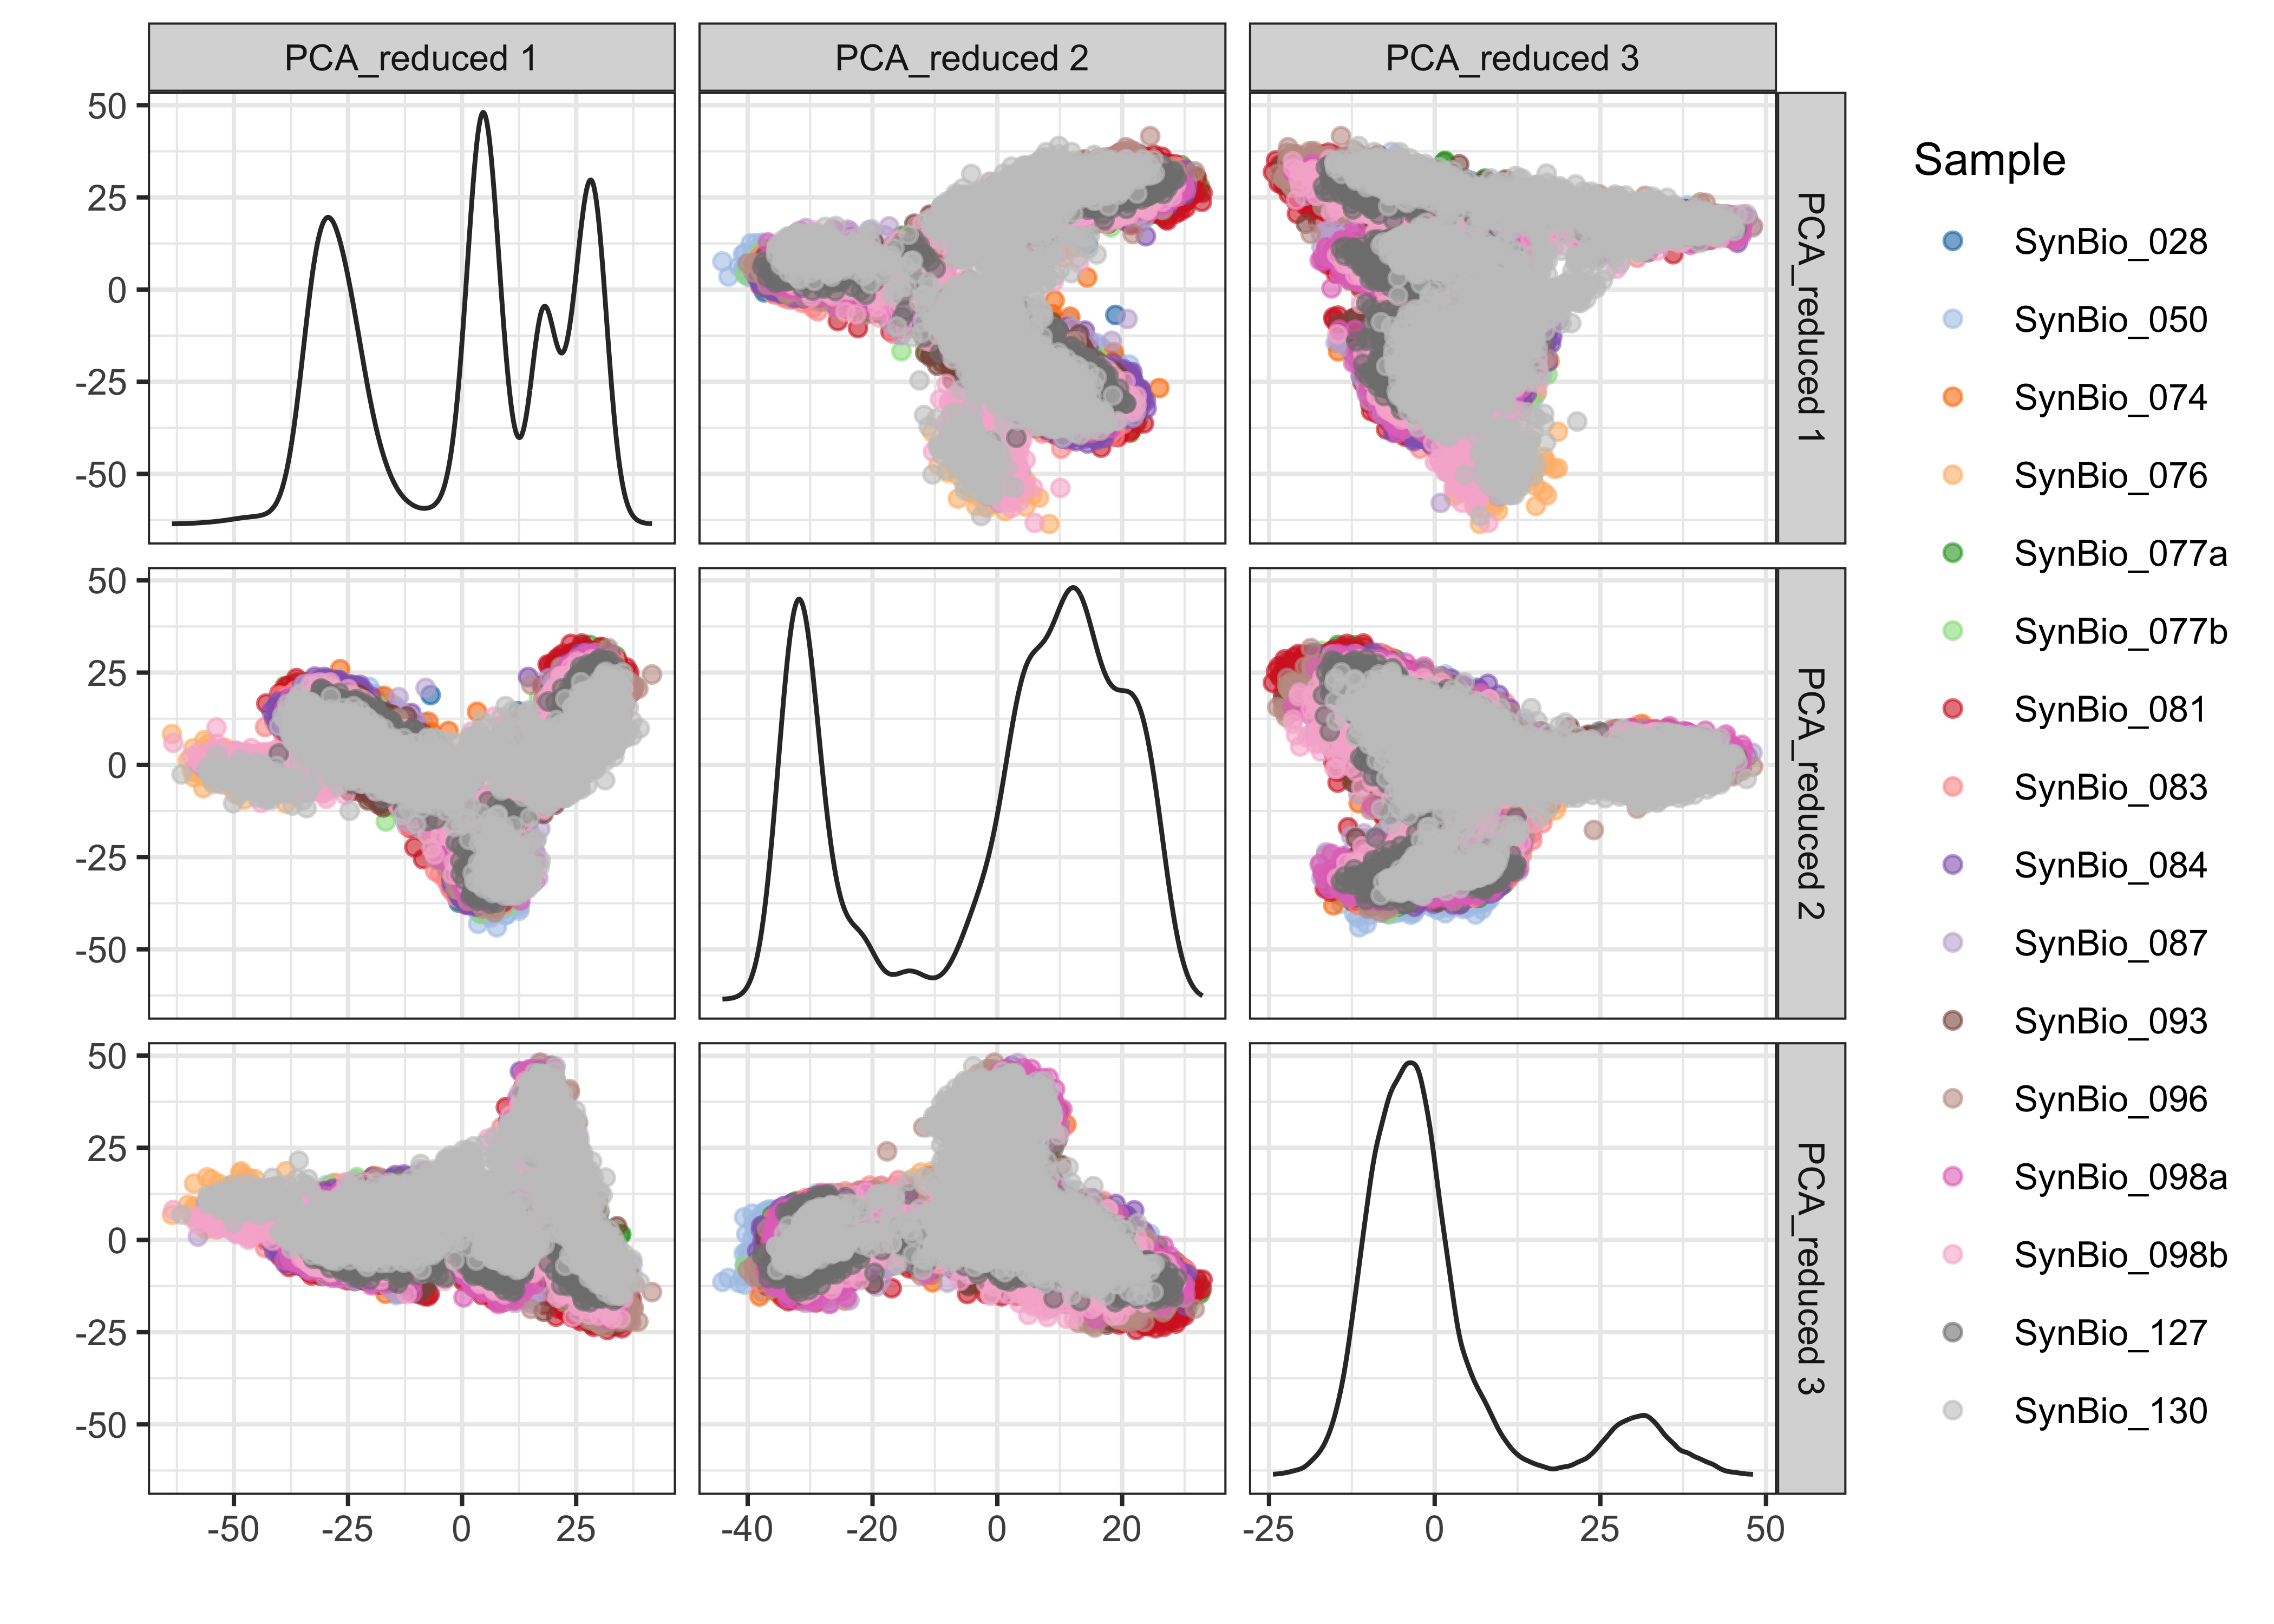 PCA_reduced 1
PCA_reduced 2
PCA_reduced 3
50
25
0
-25
-50
PCA_reduced 1
50
25
0
-25
-50
PCA_reduced 2
50
25
0
-25
-50
PCA_reduced 3
-50
-25
0
25
-40
-20
0
20
-25
0
25
50
Sample
SynBio_028
SynBio_050
SynBio_074
SynBio_076
SynBio_077a
SynBio_077b
SynBio_081
SynBio_083
SynBio_084
SynBio_087
SynBio_093
SynBio_096
SynBio_098a
SynBio_098b
SynBio_127
SynBio_130